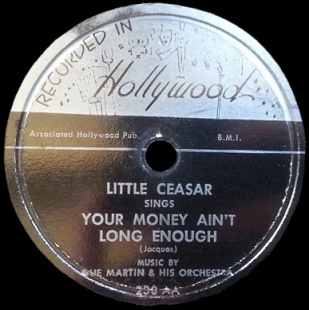 RECORDED IN
Hollywood
Associated Hollywood Pub. B.M.I.
LITTLE CEASAR
SINGS
YOUR MONEY AIN'T
LONG ENOUGH
(Jacques)
MUSIC BY
MARTIN & HIS ORCHESTRA
AA